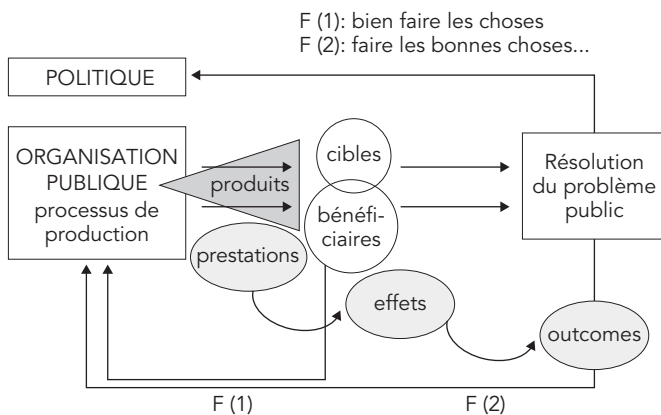 F (1): bien faire les choses
F (2): faire les bonnes choses...
POLITIQUE
ORGANISATION
PUBLIQUE
processus de
production
produits
cibles
bénéfi-
ciaires
Résolution
du problème
public
prestations
effets
outcomes
F (1)
F (2)